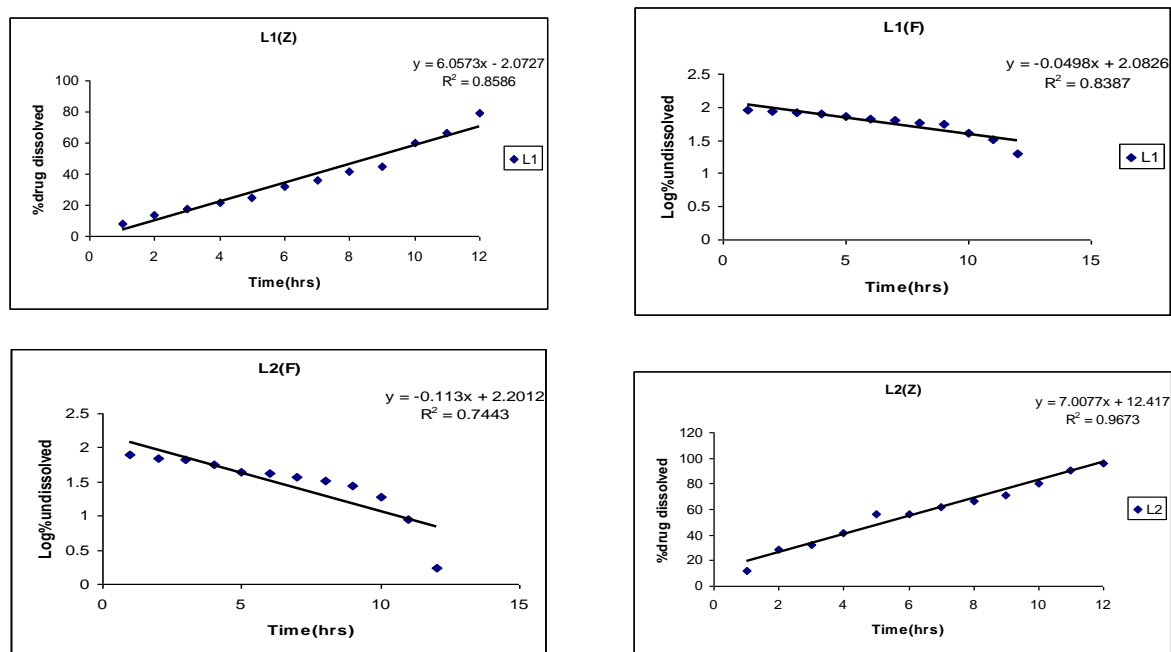 L1(Z)
y = 6.0573x - 2.0727
R² = 0.8586
100
80
60
40
20
0
0 2 4 6 8 10 12
%drug dissolved
Time(hrs)
L1
L1(F)
y = -0.0498x + 2.0826
R² = 0.8387
2.5
2
1.5
1
0.5
0
0 5 10 15
Log%undissolved
Time(hrs)
L1
L2(F)
y = -0.113x + 2.2012
R² = 0.7443
2.5
2
1.5
1
0.5
0
0 5 10 15
Log%undissolved
Time(hrs)
L2(Z)
y = 7.0077x + 12.417
R² = 0.9673
120
100
80
60
40
20
0
0 2 4 6 8 10 12
%drug dissolved
Time(hrs)
L2